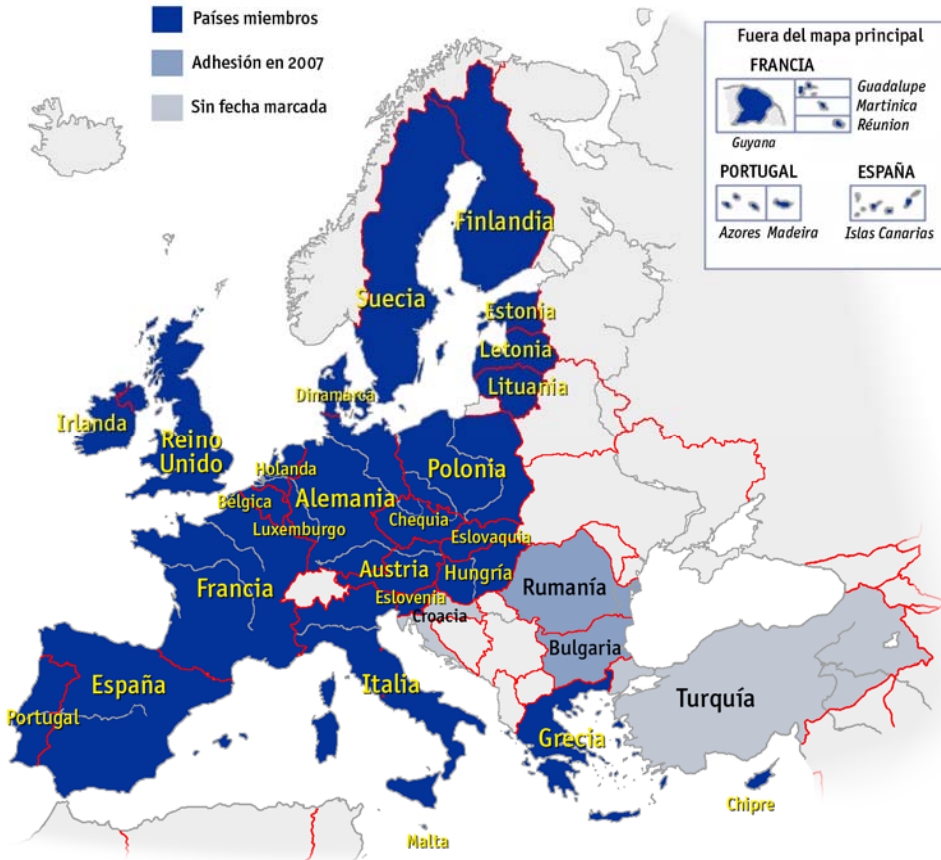 Países miembros
Adhesión en 2007
Sin fecha marcada
Fuera del mapa principal
FRANCIA
Guadalupe
Martinica
Réunion
Guyana
PORTUGAL
ESPAÑA
Azores
Madeira
Islas Canarias
Finlandia
Suecia
Estonia
Letonia
Lituania
Dinamarca
Irlanda
Reino
Unido
Holanda
Polonia
Bélgica
Alemania
Chequia
Luxemburgo
Eslovaquia
Austria
Hungría
Francia
Rumanía
Eslovenia
Croacia
Bulgaria
España
Italia
Turquía
Portugal
Grecia
Chipre
Malta